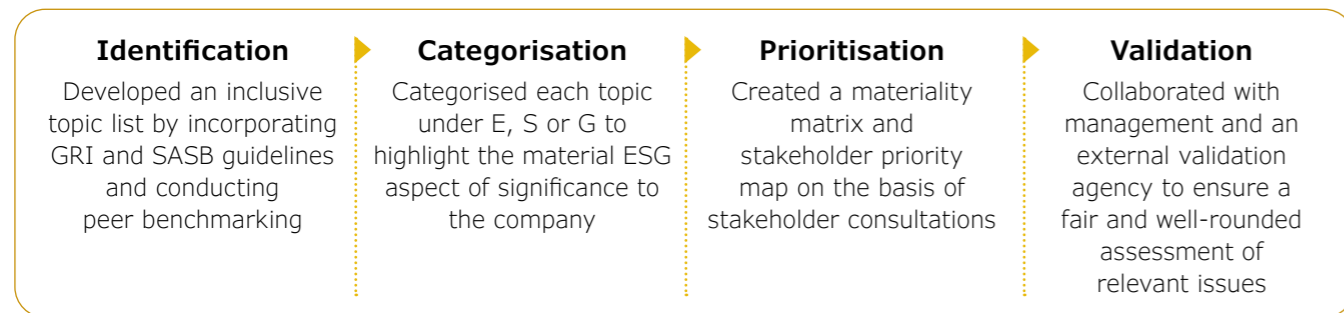 Identification
Developed an inclusive
topic list by incorporating
GRI and SASB guidelines
and conducting
peer benchmarking
Categorisation
Categorised each topic
under E, S or G to
highlight the material ESG
aspect of significance to
the company
Prioritisation
Created a materiality
matrix and
stakeholder priority
map on the basis of
stakeholder consultations
Validation
Collaborated with
management and an
external validation
agency to ensure a
fair and well-rounded
assessment of
relevant issues